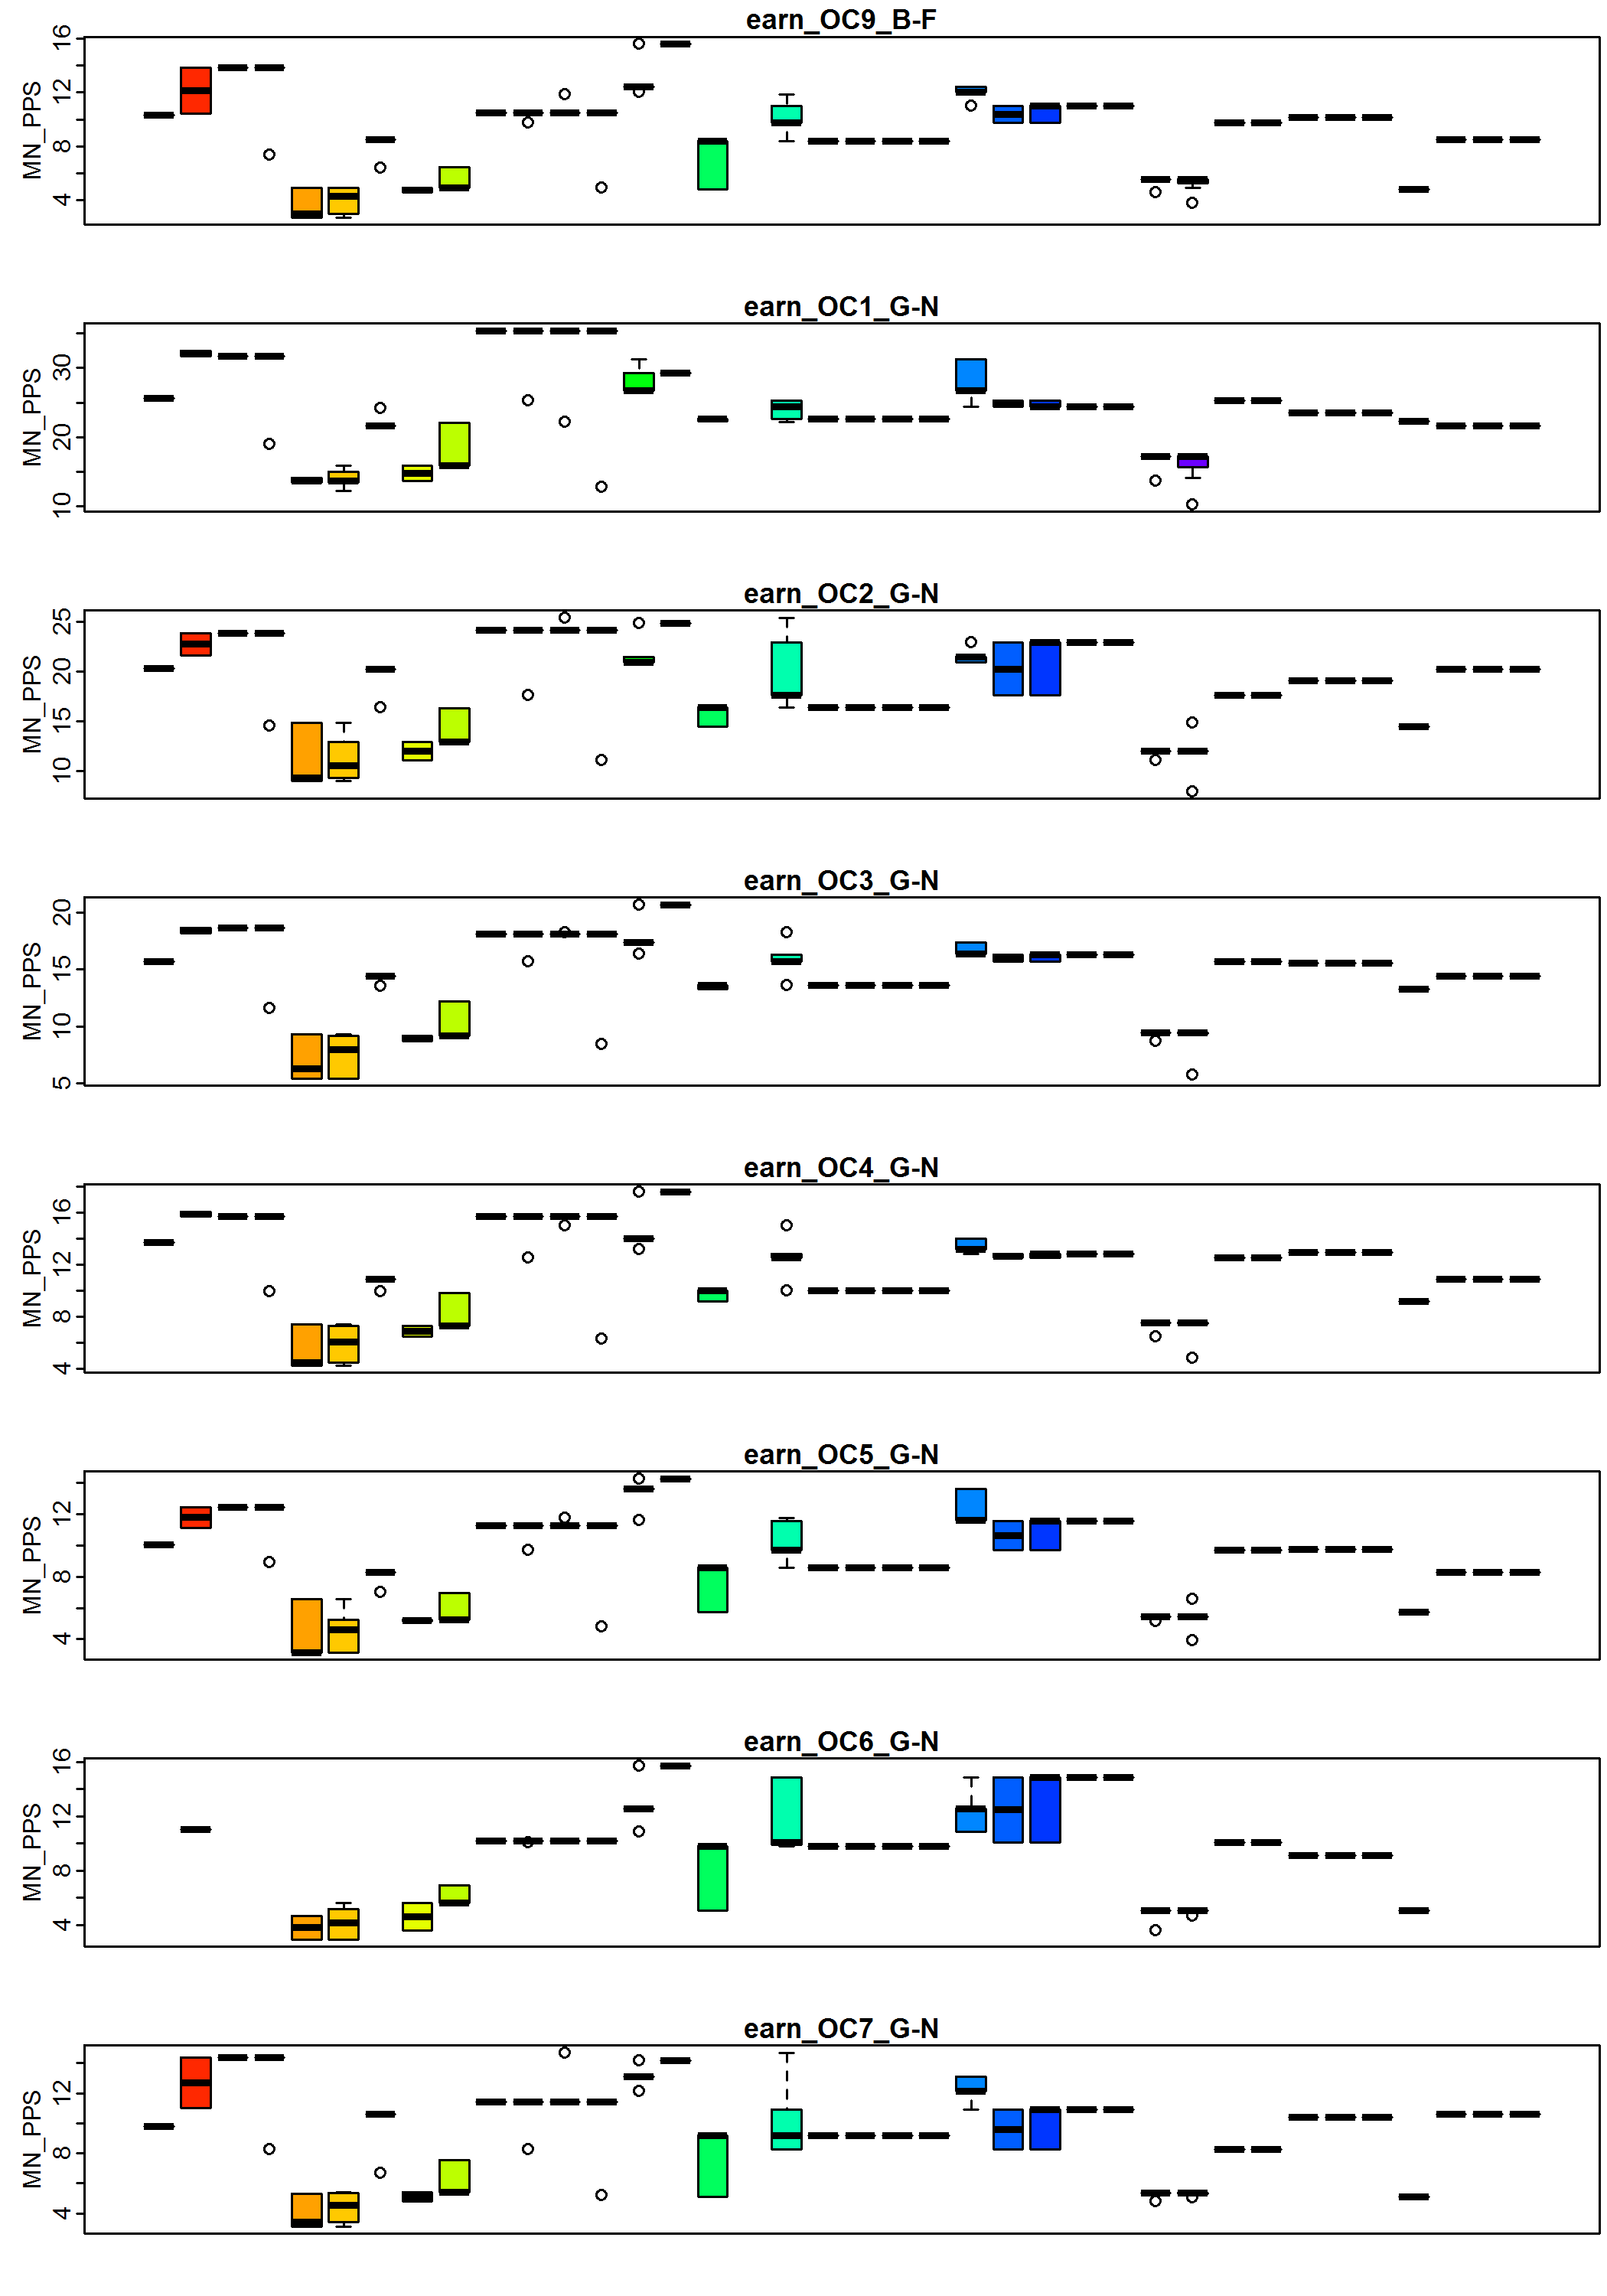 earn_OC9_B-F
MN_PPS
4 8 12 16
earn_OC1_G-N
MN_PPS
10 20 30
earn_OC2_G-N
MN_PPS
10 15 20 25
earn_OC3_G-N
MN_PPS
5 10 15 20
earn_OC4_G-N
MN_PPS
4 8 12 16
earn_OC5_G-N
MN_PPS
4 8 12
earn_OC6_G-N
MN_PPS
4 8 12 16
earn_OC7_G-N
MN_PPS
4 8 12